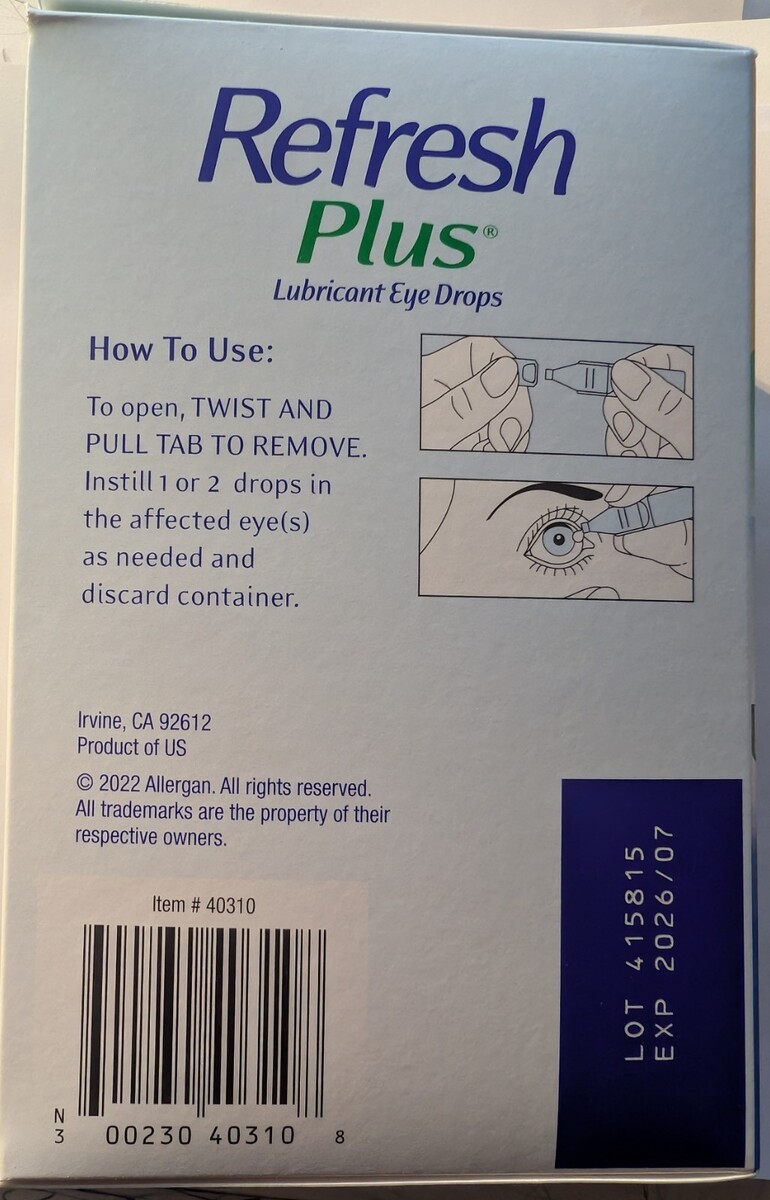 Refresh
Plus®
Lubricant Eye Drops
How To Use:
To open, TWIST AND
PULL TAB TO REMOVE.
Instill 1 or 2 drops in
the affected eye(s)
as needed and
discard container.
Irvine, CA 92612
Product of US
© 2022 Allergan. All rights reserved.
All trademarks are the property of their
respective owners.
Item # 40310
N
3 00230 40310 8
LOT 415815
EXP 2026/07